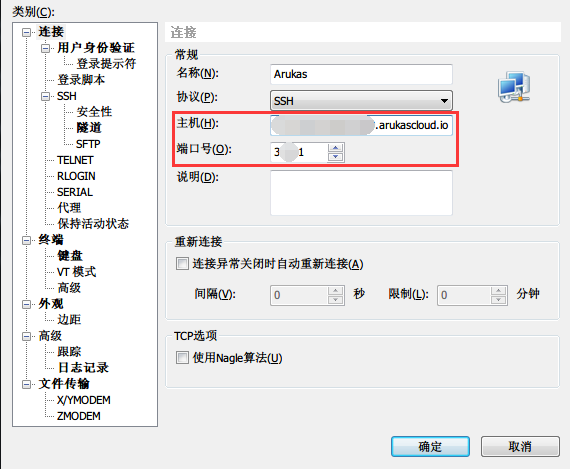 类别(C):
连接
用户身份验证
登录提示符
登录脚本
SSH
安全性
隧道
SFTP
TELNET
RLOGIN
SERIAL
代理
保持活动状态
终端
键盘
VT 模式
高级
外观
边距
高级
跟踪
日志记录
文件传输
X/YMODEM
ZMODEM
连接
常规
名称(N): Arukas
协议(P): SSH
主机(H): .arukascloud.io
端口号(O): 3 1
说明(D):
重新连接
连接异常关闭时自动重新连接(A)
间隔(V): 0 秒 限制(L): 0 分钟
TCP选项
使用Nagle算法(U)
确定 取消